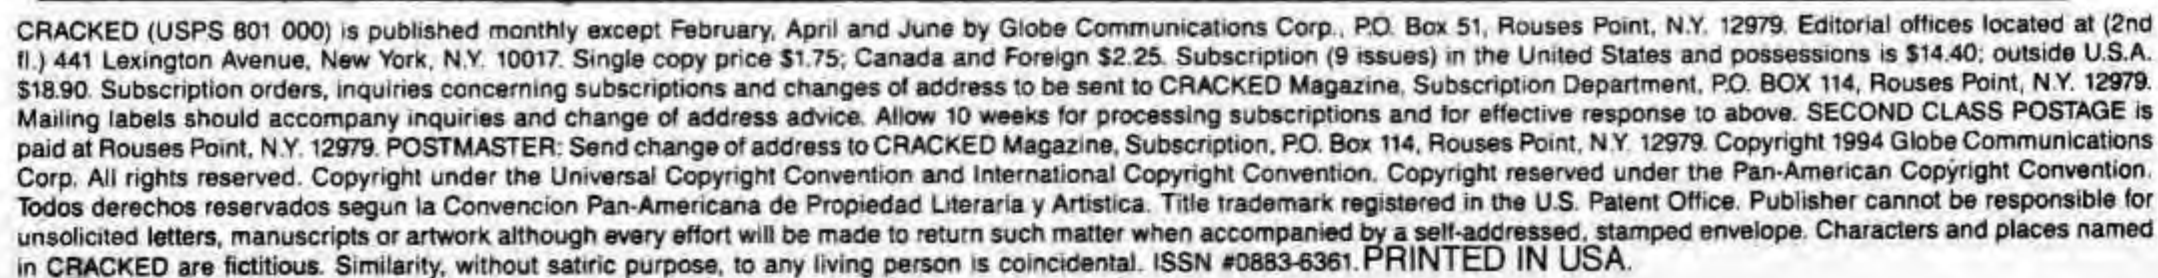 CRACKED (USPS 801 000) is published monthly except February, April and June by Globe Communications Corp., P.O. Box 51, Rouses Point, N.Y. 12979. Editorial offices located at (2nd
fl.) 441 Lexington Avenue, New York, N.Y. 10017. Single copy price $1.75; Canada and Foreign $2.25. Subscription (9 issues) in the United States and possessions is $14.40; outside U.S.A.
$18.90. Subscription orders, inquiries concerning subscriptions and changes of address to be sent to CRACKED Magazine, Subscription Department, P.O. BOX 114, Rouses Point, N.Y. 12979.
Mailing labels should accompany inquiries and change of address advice. Allow 10 weeks for processing subscriptions and for effective response to above. SECOND CLASS POSTAGE is
paid at Rouses Point, N.Y. 12979. POSTMASTER: Send change of address to CRACKED Magazine, Subscription, P.O. Box 114, Rouses Point, N.Y. 12979. Copyright 1994 Globe Communications
Corp. All rights reserved. Copyright under the Universal Copyright Convention and International Copyright Convention. Copyright reserved under the Pan-American Copyright Convention.
Todos derechos reservados segun la Convencion Pan-Americana de Propiedad Literaria y Artistica. Title trademark registered in the U.S. Patent Office. Publisher cannot be responsible for
unsolicited letters, manuscripts or artwork although every effort will be made to return such matter when accompanied by a self-addressed, stamped envelope. Characters and places named
in CRACKED are fictitious. Similarity, without satiric purpose, to any living person is coincidental. ISSN #0883-6361. PRINTED IN USA.